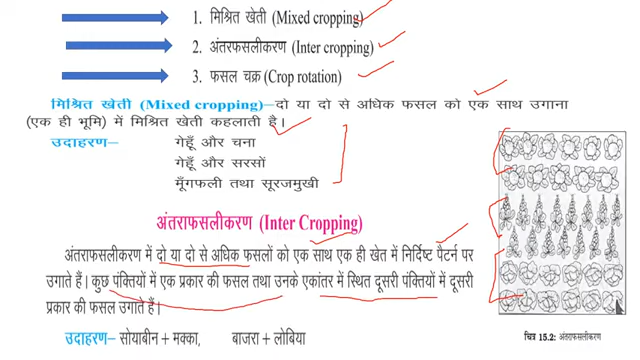 1. मिश्रित खेती (Mixed cropping)
2. अंतरफसलीकरण (Inter cropping)
3. फसल चक्र (Crop rotation)
मिश्रित खेती (Mixed cropping)- दो या दो से अधिक फसल को एक साथ उगाना
(एक ही भूमि) में मिश्रित खेती कहलाती है।
उदाहरण- गेहूँ और चना
गेहूँ और सरसों
मूँगफली तथा सूरजमुखी
अंतराफसलीकरण (Inter Cropping)
अंतराफसलीकरण में दो या दो से अधिक फसलों को एक साथ एक ही खेत में निर्दिष्ट पैटर्न पर
उगाते हैं। कुछ पंक्तियों में एक प्रकार की फसल तथा उनके एकांतर में स्थित दूसरी पंक्तियों में दूसरी
प्रकार की फसल उगाते हैं।
उदाहरण- सोयाबीन + मक्का, बाजरा + लोबिया
चित्र 15.2: अंतराफसलीकरण